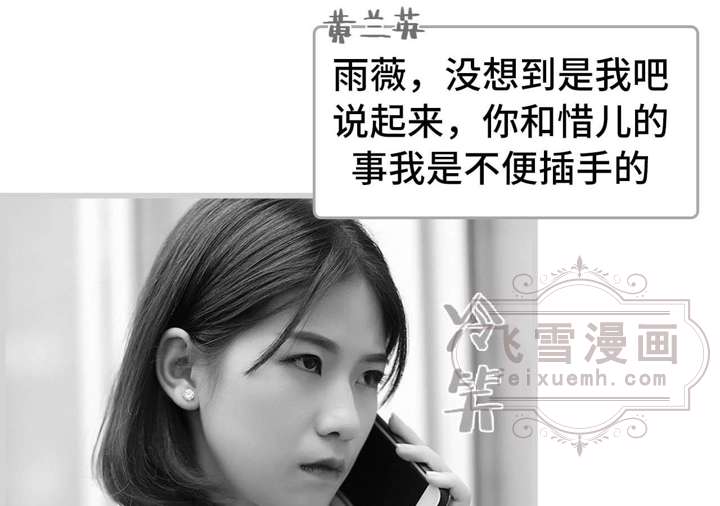 黄兰英
雨薇，没想到是我吧
说起来，你和惜儿的
事我是不便插手的
冷笑
飞雪漫画
feixuemh.com